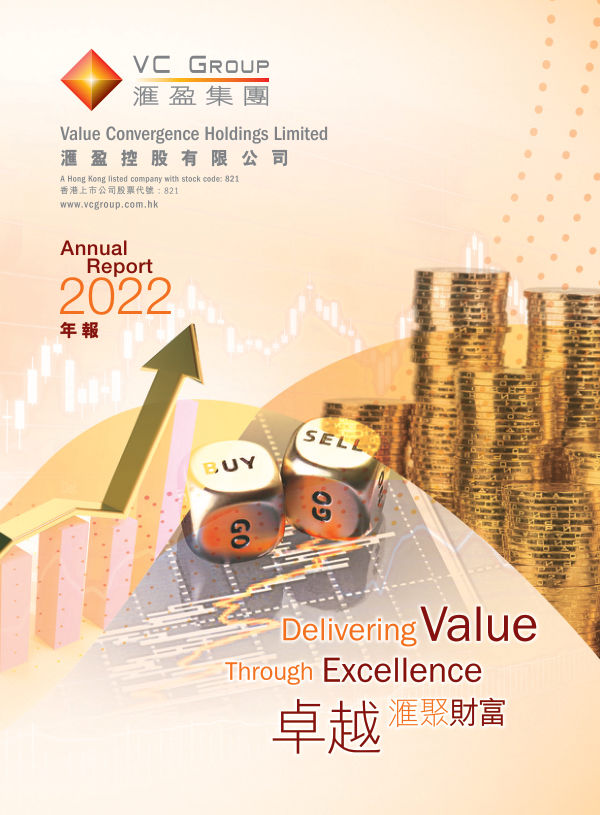 VC GROUP
滙盈集團
Value Convergence Holdings Limited
滙盈控股有限公司
A Hong Kong listed company with stock code: 821
香港上市公司股票代號：821
www.vcgroup.com.hk
Annual
Report
2022
年報
BUY
SELL
GO
GO
Delivering Value
Through Excellence
卓越 滙聚財富